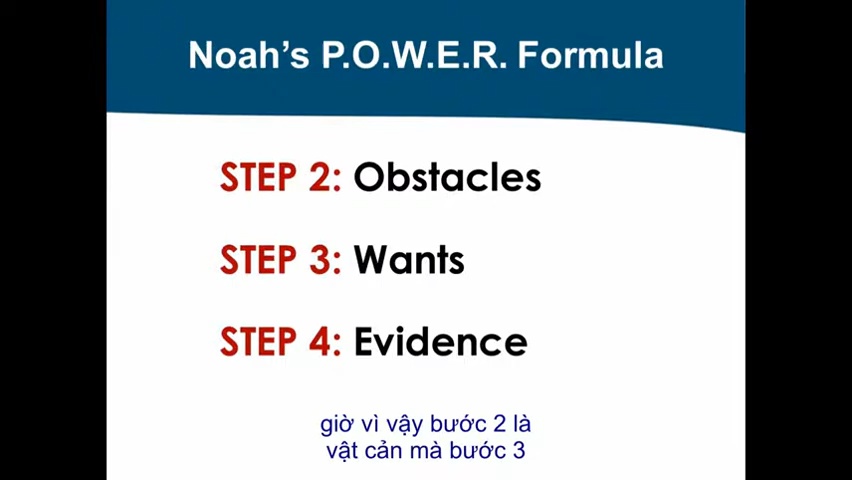 Noah's P.O.W.E.R. Formula
STEP 2: Obstacles
STEP 3: Wants
STEP 4: Evidence
giờ vì vậy bước 2 là
vật cản mà bước 3